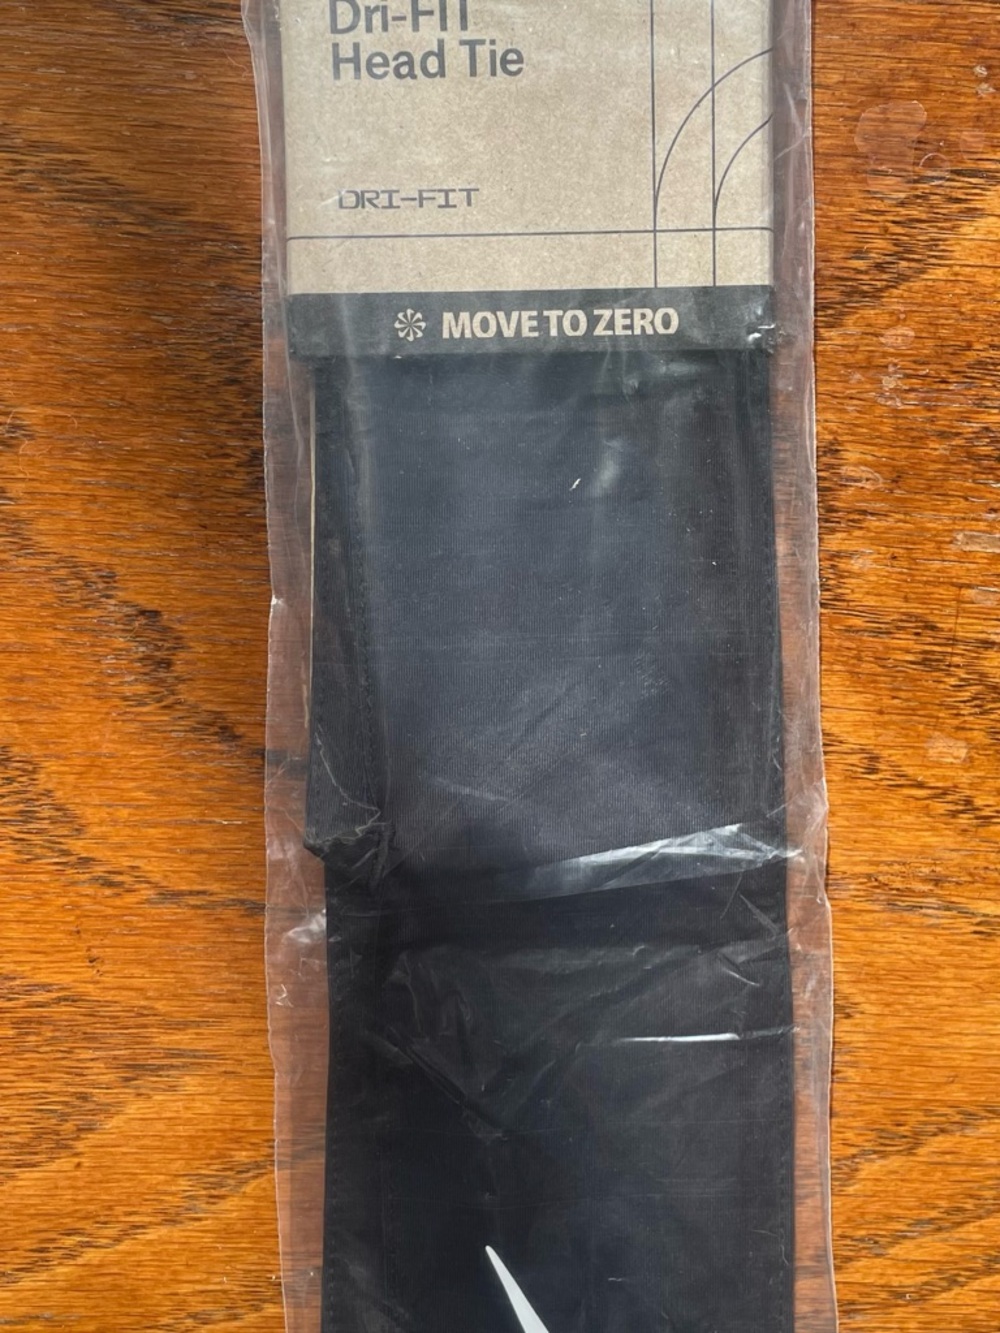 Dri-FIT
Head Tie
DRI-FIT
MOVE TO ZERO